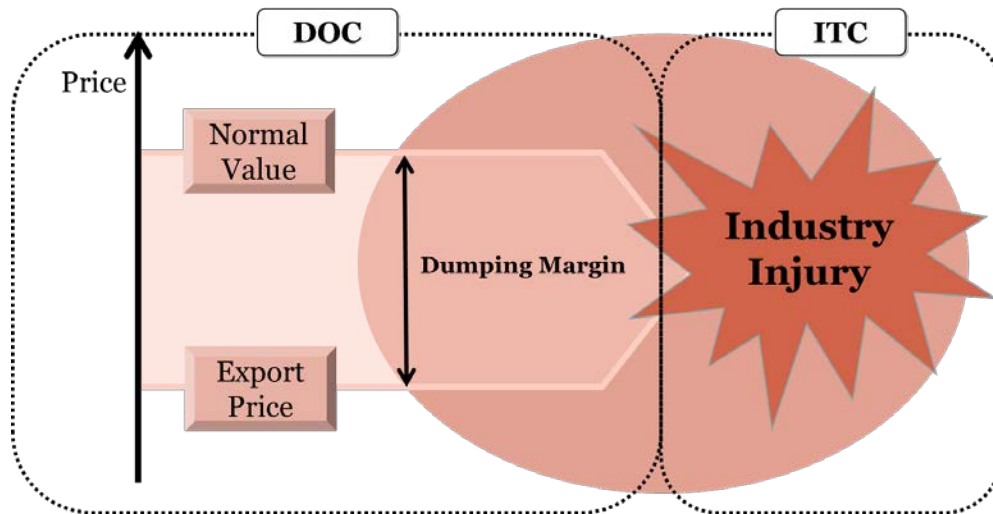 DOC
ITC
Price
Normal
Value
Dumping Margin
Industry
Injury
Export
Price